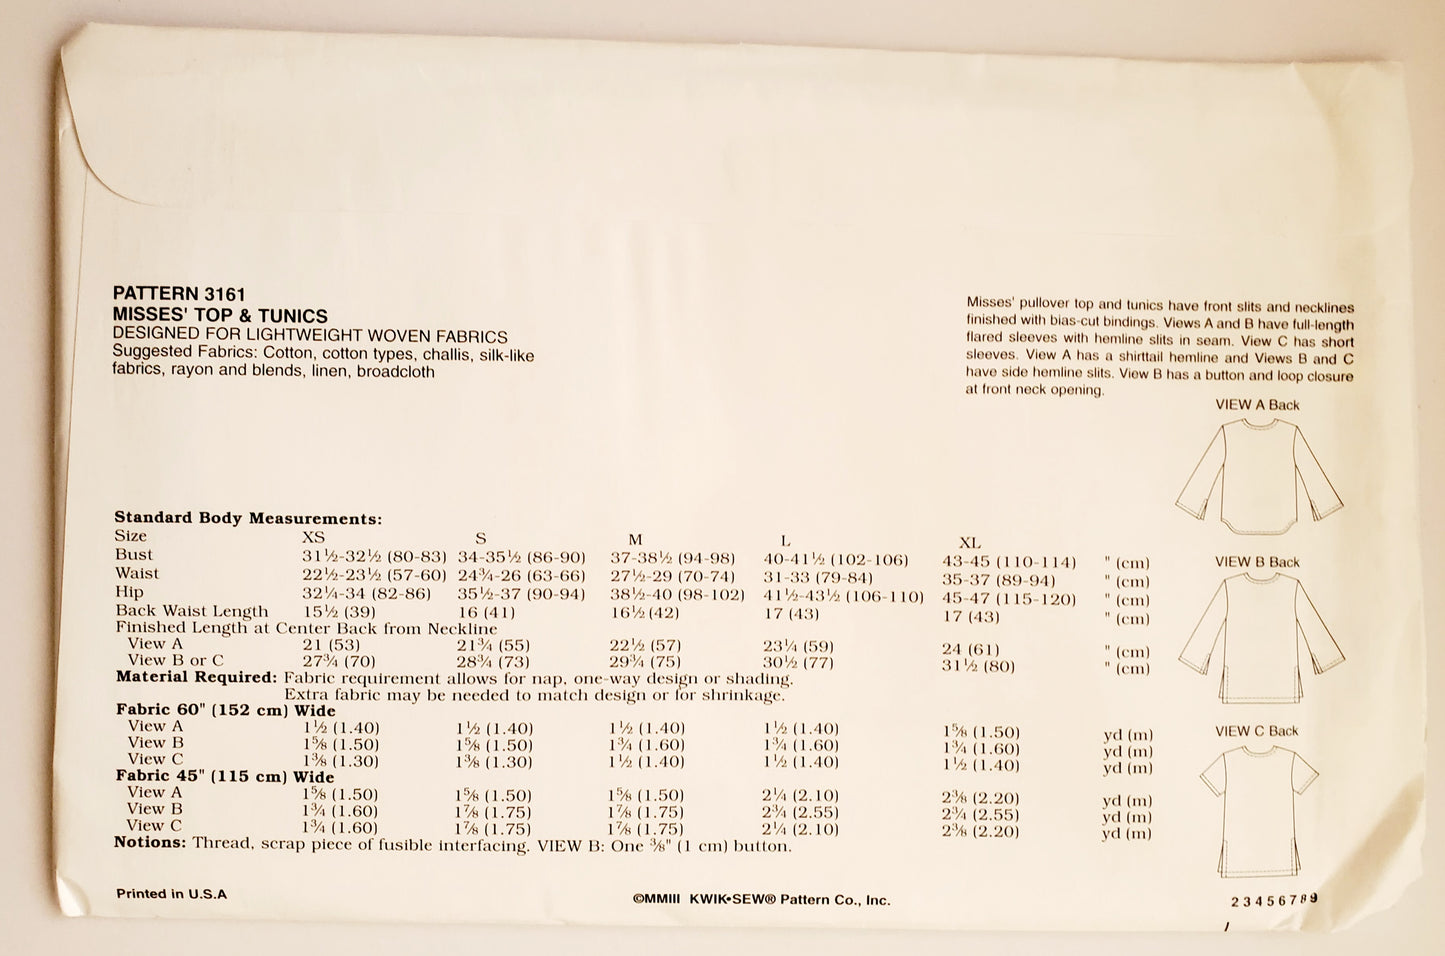 PATTERN 3161
MISSES' TOP & TUNICS
DESIGNED FOR LIGHTWEIGHT WOVEN FABRICS
Suggested Fabrics: Cotton, cotton types, challis, silk-like
fabrics, rayon and blends, linen, broadcloth
Misses' pullover top and tunics have front slits and necklines
finished with bias-cut bindings. Views A and B have full-length
flared sleeves with hemline slits in seam. View C has short
sleeves. View A has a shirttail hemline and Views B and C
have side hemline slits. View B has a button and loop closure
at front neck opening.
VIEW A Back
VIEW B Back
VIEW C Back
Standard Body Measurements:
Size XS S M L XL
Bust 31½-32½ (80-83) 34-35½ (86-90) 37-38½ (94-98) 40-41½ (102-106) 43-45 (110-114) " (cm)
Waist 22½-23½ (57-60) 24¾-26 (63-66) 27½-29 (70-74) 31-33 (79-84) 35-37 (89-94) " (cm)
Hip 32¼-34 (82-86) 35½-37 (90-94) 38½-40 (98-102) 41½-43½ (106-110) 45-47 (115-120) " (cm)
Back Waist Length 15½ (39) 16 (41) 16½ (42) 17 (43) 17 (43) " (cm)
Finished Length at Center Back from Neckline
View A 21 (53) 21¾ (55) 22½ (57) 23¼ (59) 24 (61) " (cm)
View B or C 27¾ (70) 28¾ (73) 29¾ (75) 30½ (77) 31½ (80) " (cm)
Material Required: Fabric requirement allows for nap, one-way design or shading.
Extra fabric may be needed to match design or for shrinkage.
Fabric 60" (152 cm) Wide
View A 1½ (1.40) 1½ (1.40) 1½ (1.40) 1½ (1.40) 1⅝ (1.50) yd (m)
View B 1⅝ (1.50) 1⅝ (1.50) 1¾ (1.60) 1¾ (1.60) 1¾ (1.60) yd (m)
View C 1⅜ (1.30) 1⅜ (1.30) 1½ (1.40) 1½ (1.40) 1½ (1.40) yd (m)
Fabric 45" (115 cm) Wide
View A 1⅝ (1.50) 1⅝ (1.50) 1⅝ (1.50) 2¼ (2.10) 2⅜ (2.20) yd (m)
View B 1¾ (1.60) 1⅞ (1.75) 1⅞ (1.75) 2¾ (2.55) 2¾ (2.55) yd (m)
View C 1¾ (1.60) 1⅞ (1.75) 1⅞ (1.75) 2¼ (2.10) 2⅜ (2.20) yd (m)
Notions: Thread, scrap piece of fusible interfacing. VIEW B: One ⅜" (1 cm) button.
Printed in U.S.A
©MMIII KWIK•SEW® Pattern Co., Inc.
2 3 4 5 6 7 8 9
/